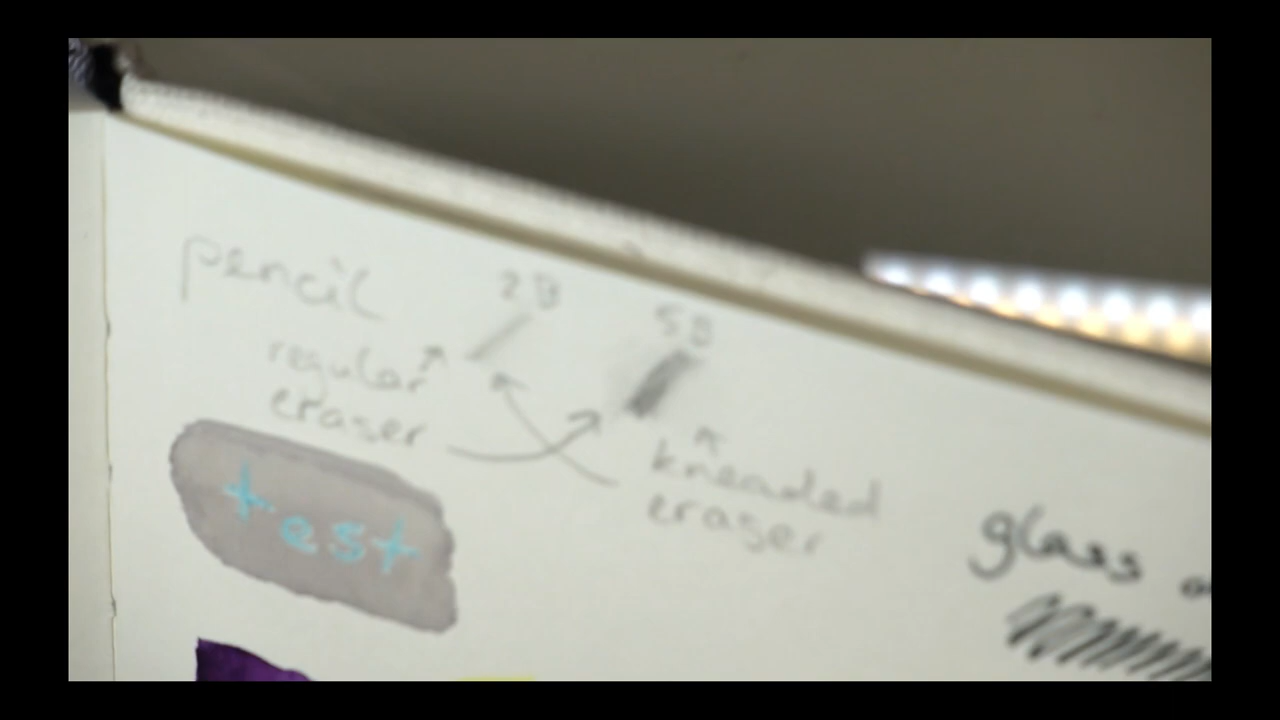 pencil
2B
5B
regular
eraser
kneaded
eraser
test
glass